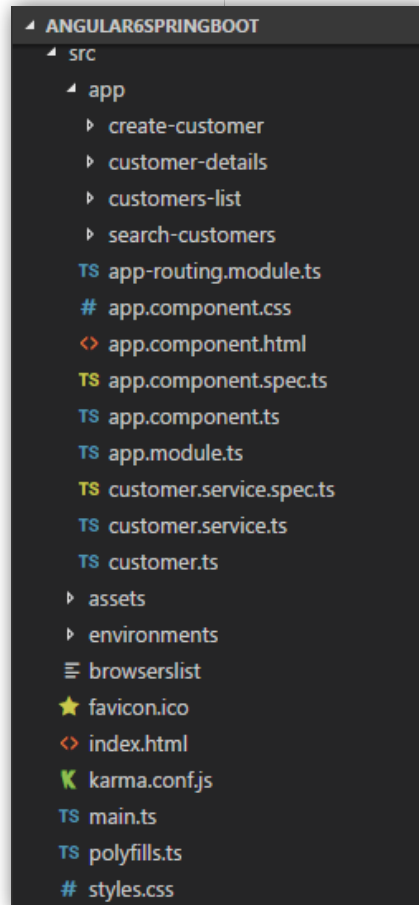 ANGULAR6SPRINGBOOT
src
app
create-customer
customer-details
customers-list
search-customers
TS app-routing.module.ts
# app.component.css
<> app.component.html
TS app.component.spec.ts
TS app.component.ts
TS app.module.ts
TS customer.service.spec.ts
TS customer.service.ts
TS customer.ts
assets
environments
browserslist
favicon.ico
<> index.html
K karma.conf.js
TS main.ts
TS polyfills.ts
# styles.css